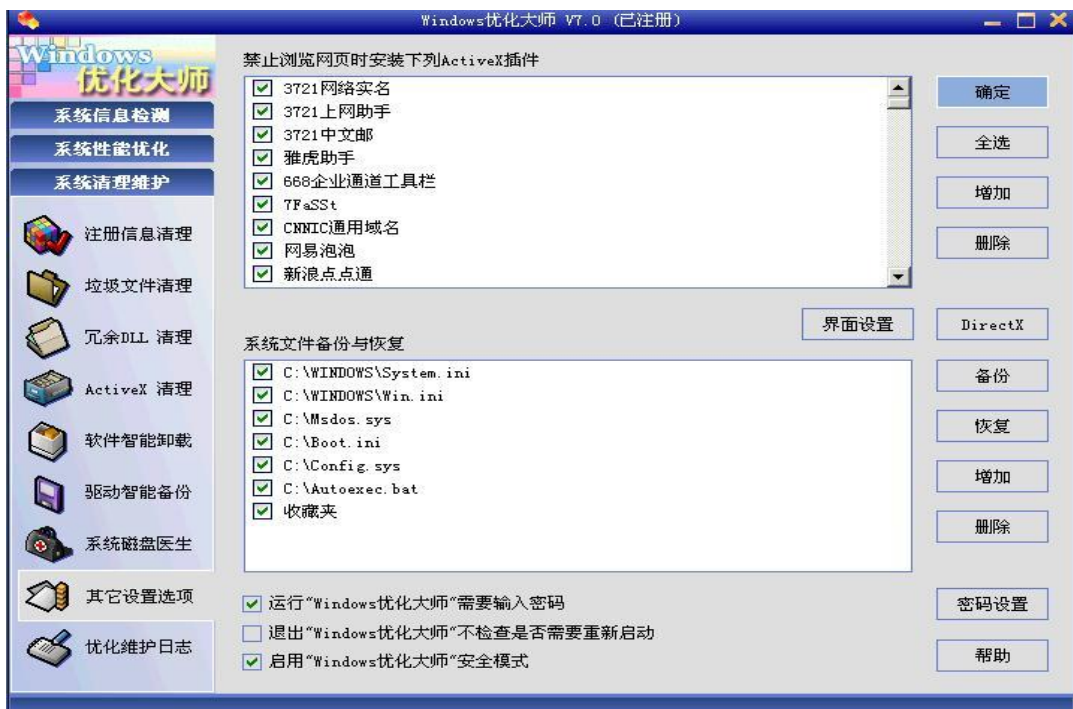 Windows优化大师 V7.0 (已注册)
Windows
优化大师
系统信息检测
系统性能优化
系统清理维护
注册信息清理
垃圾文件清理
冗余DLL 清理
ActiveX 清理
软件智能卸载
驱动智能备份
系统磁盘医生
其它设置选项
优化维护日志
禁止浏览网页时安装下列ActiveX插件
3721网络实名
3721上网助手
3721中文邮
雅虎助手
668企业通道工具栏
7FaSSt
CNNIC通用域名
网易泡泡
新浪点点通
确定
全选
增加
删除
界面设置
DirectX
系统文件备份与恢复
C:\WINDOWS\System.ini
C:\WINDOWS\Win.ini
C:\Msdos.sys
C:\Boot.ini
C:\Config.sys
C:\Autoexec.bat
收藏夹
备份
恢复
增加
删除
运行"Windows优化大师"需要输入密码
退出"Windows优化大师"不检查是否需要重新启动
启用"Windows优化大师"安全模式
密码设置
帮助